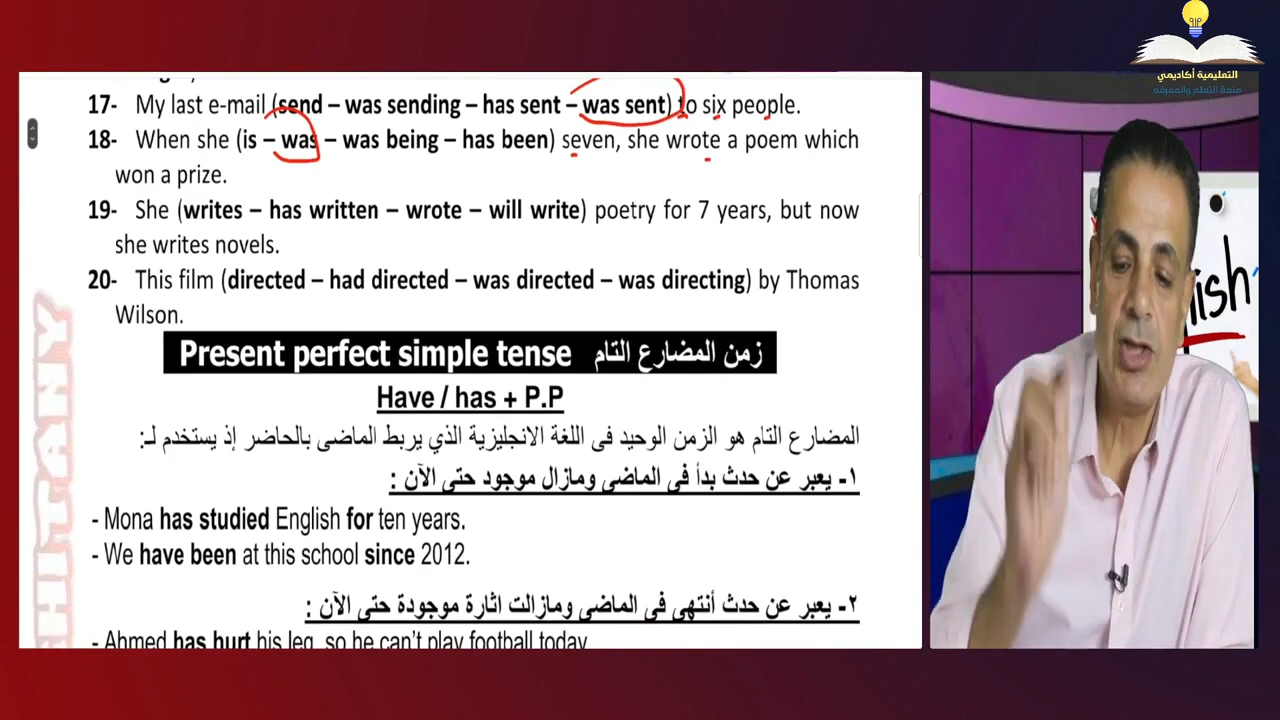 التعليمية أكاديمي
منصة التعلم والمعرفه
17- My last e-mail (send – was sending – has sent – was sent) to six people.
18- When she (is – was – was being – has been) seven, she wrote a poem which
won a prize.
19- She (writes – has written – wrote – will write) poetry for 7 years, but now
she writes novels.
20- This film (directed – had directed – was directed – was directing) by Thomas
Wilson.
Present perfect simple tense زمن المضارع التام
Have / has + P.P
المضارع التام هو الزمن الوحيد فى اللغة الانجليزية الذي يربط الماضى بالحاضر إذ يستخدم لـ:
١- يعبر عن حدث بدأ فى الماضى ومازال موجود حتى الآن :
- Mona has studied English for ten years.
- We have been at this school since 2012.
٢- يعبر عن حدث أنتهى فى الماضى ومازالت اثارة موجودة حتى الآن :
- Ahmed has hurt his leg, so he can't play football today
HITANY